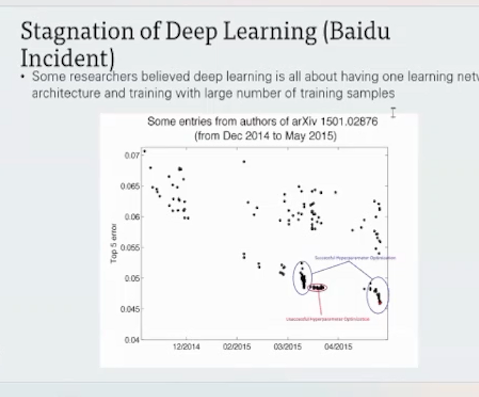 Stagnation of Deep Learning (Baidu
Incident)
• Some researchers believed deep learning is all about having one learning
architecture and training with large number of training samples
Some entries from authors of arXiv 1501.02876
(from Dec 2014 to May 2015)
0.07
0.065
0.06
0.055
0.05
0.045
0.04
Top 5 error
Successful Hyperparameter Optimization
Unsuccessful Hyperparameter Optimization
12/2014 02/2015 03/2015 04/2015